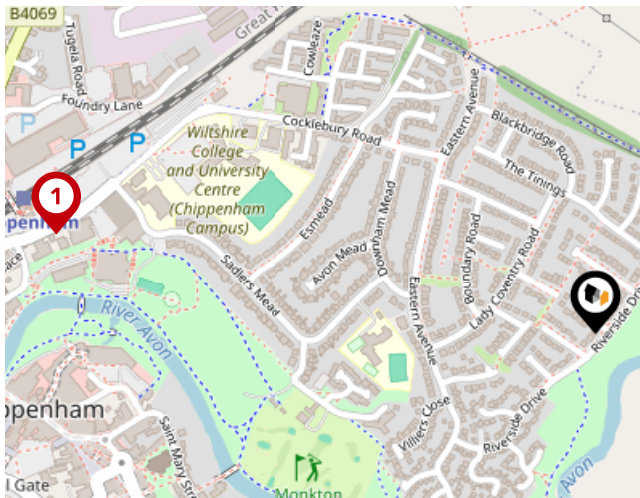 B4069
Tugela Road
Great
Cowleaze
Foundry Lane
P
P
P
Cocklebury Road
Eastern Avenue
Blackbridge Road
The Tinings
Wiltshire
College
and University
Centre
(Chippenham
Campus)
1
ppenham
Esmead
Downham Mead
Avon Mead
Boundary Road
Lady Coventry Road
Sadlers Mead
Eastern Avenue
Riverside Dri
River Avon
ppenham
Saint Mary Stre
l Gate
Villiers Close
Riverside Drive
Avon
Monkton